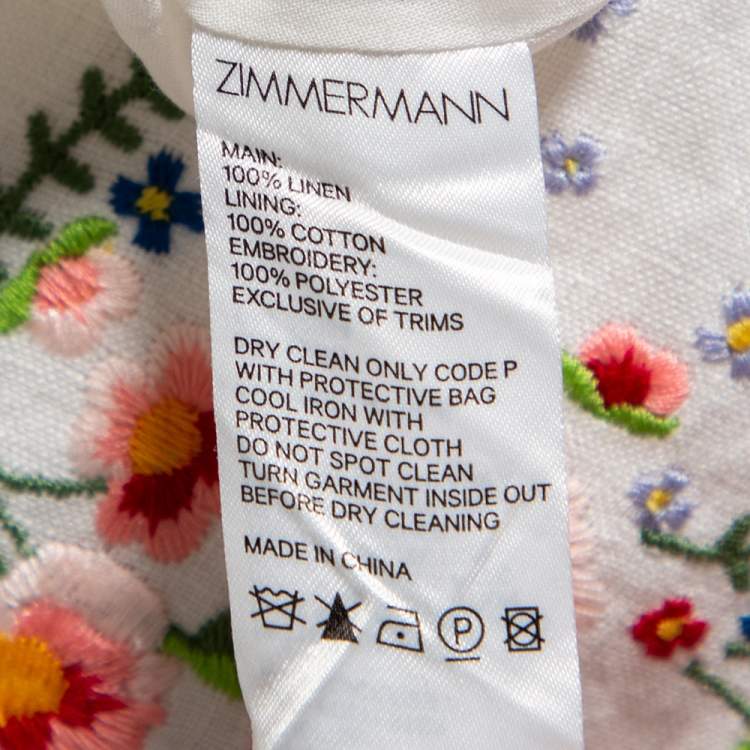 ZIMMERMANN
MAIN:
100% LINEN
LINING:
100% COTTON
EMBROIDERY:
100% POLYESTER
EXCLUSIVE OF TRIMS
DRY CLEAN ONLY CODE P
WITH PROTECTIVE BAG
COOL IRON WITH
PROTECTIVE CLOTH
DO NOT SPOT CLEAN
TURN GARMENT INSIDE OUT
BEFORE DRY CLEANING
MADE IN CHINA
P